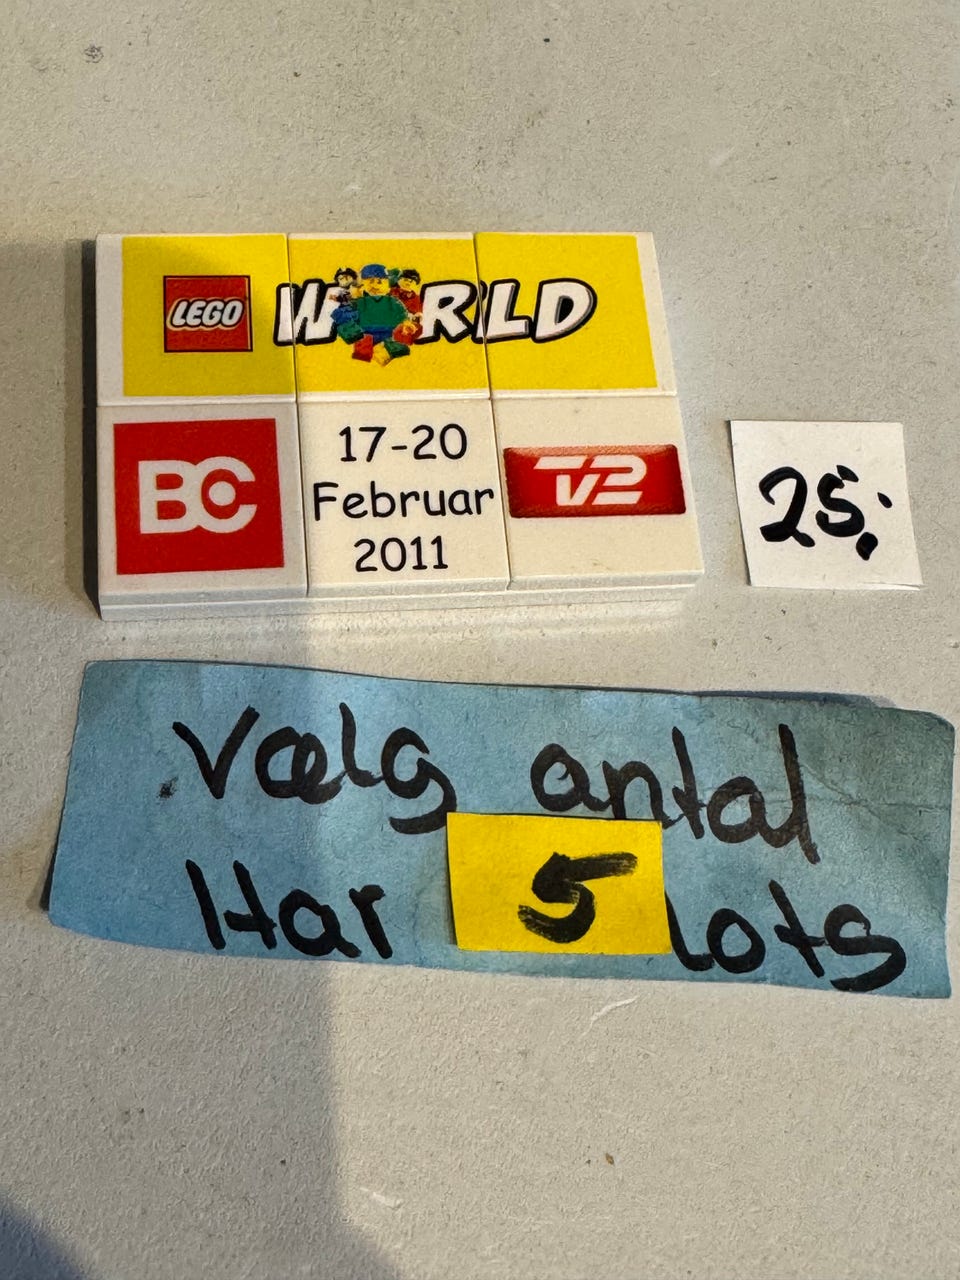 LEGO WORLD
BC
17-20
Februar
2011
TV2
25,-
Vælg antal
Har 5 lots